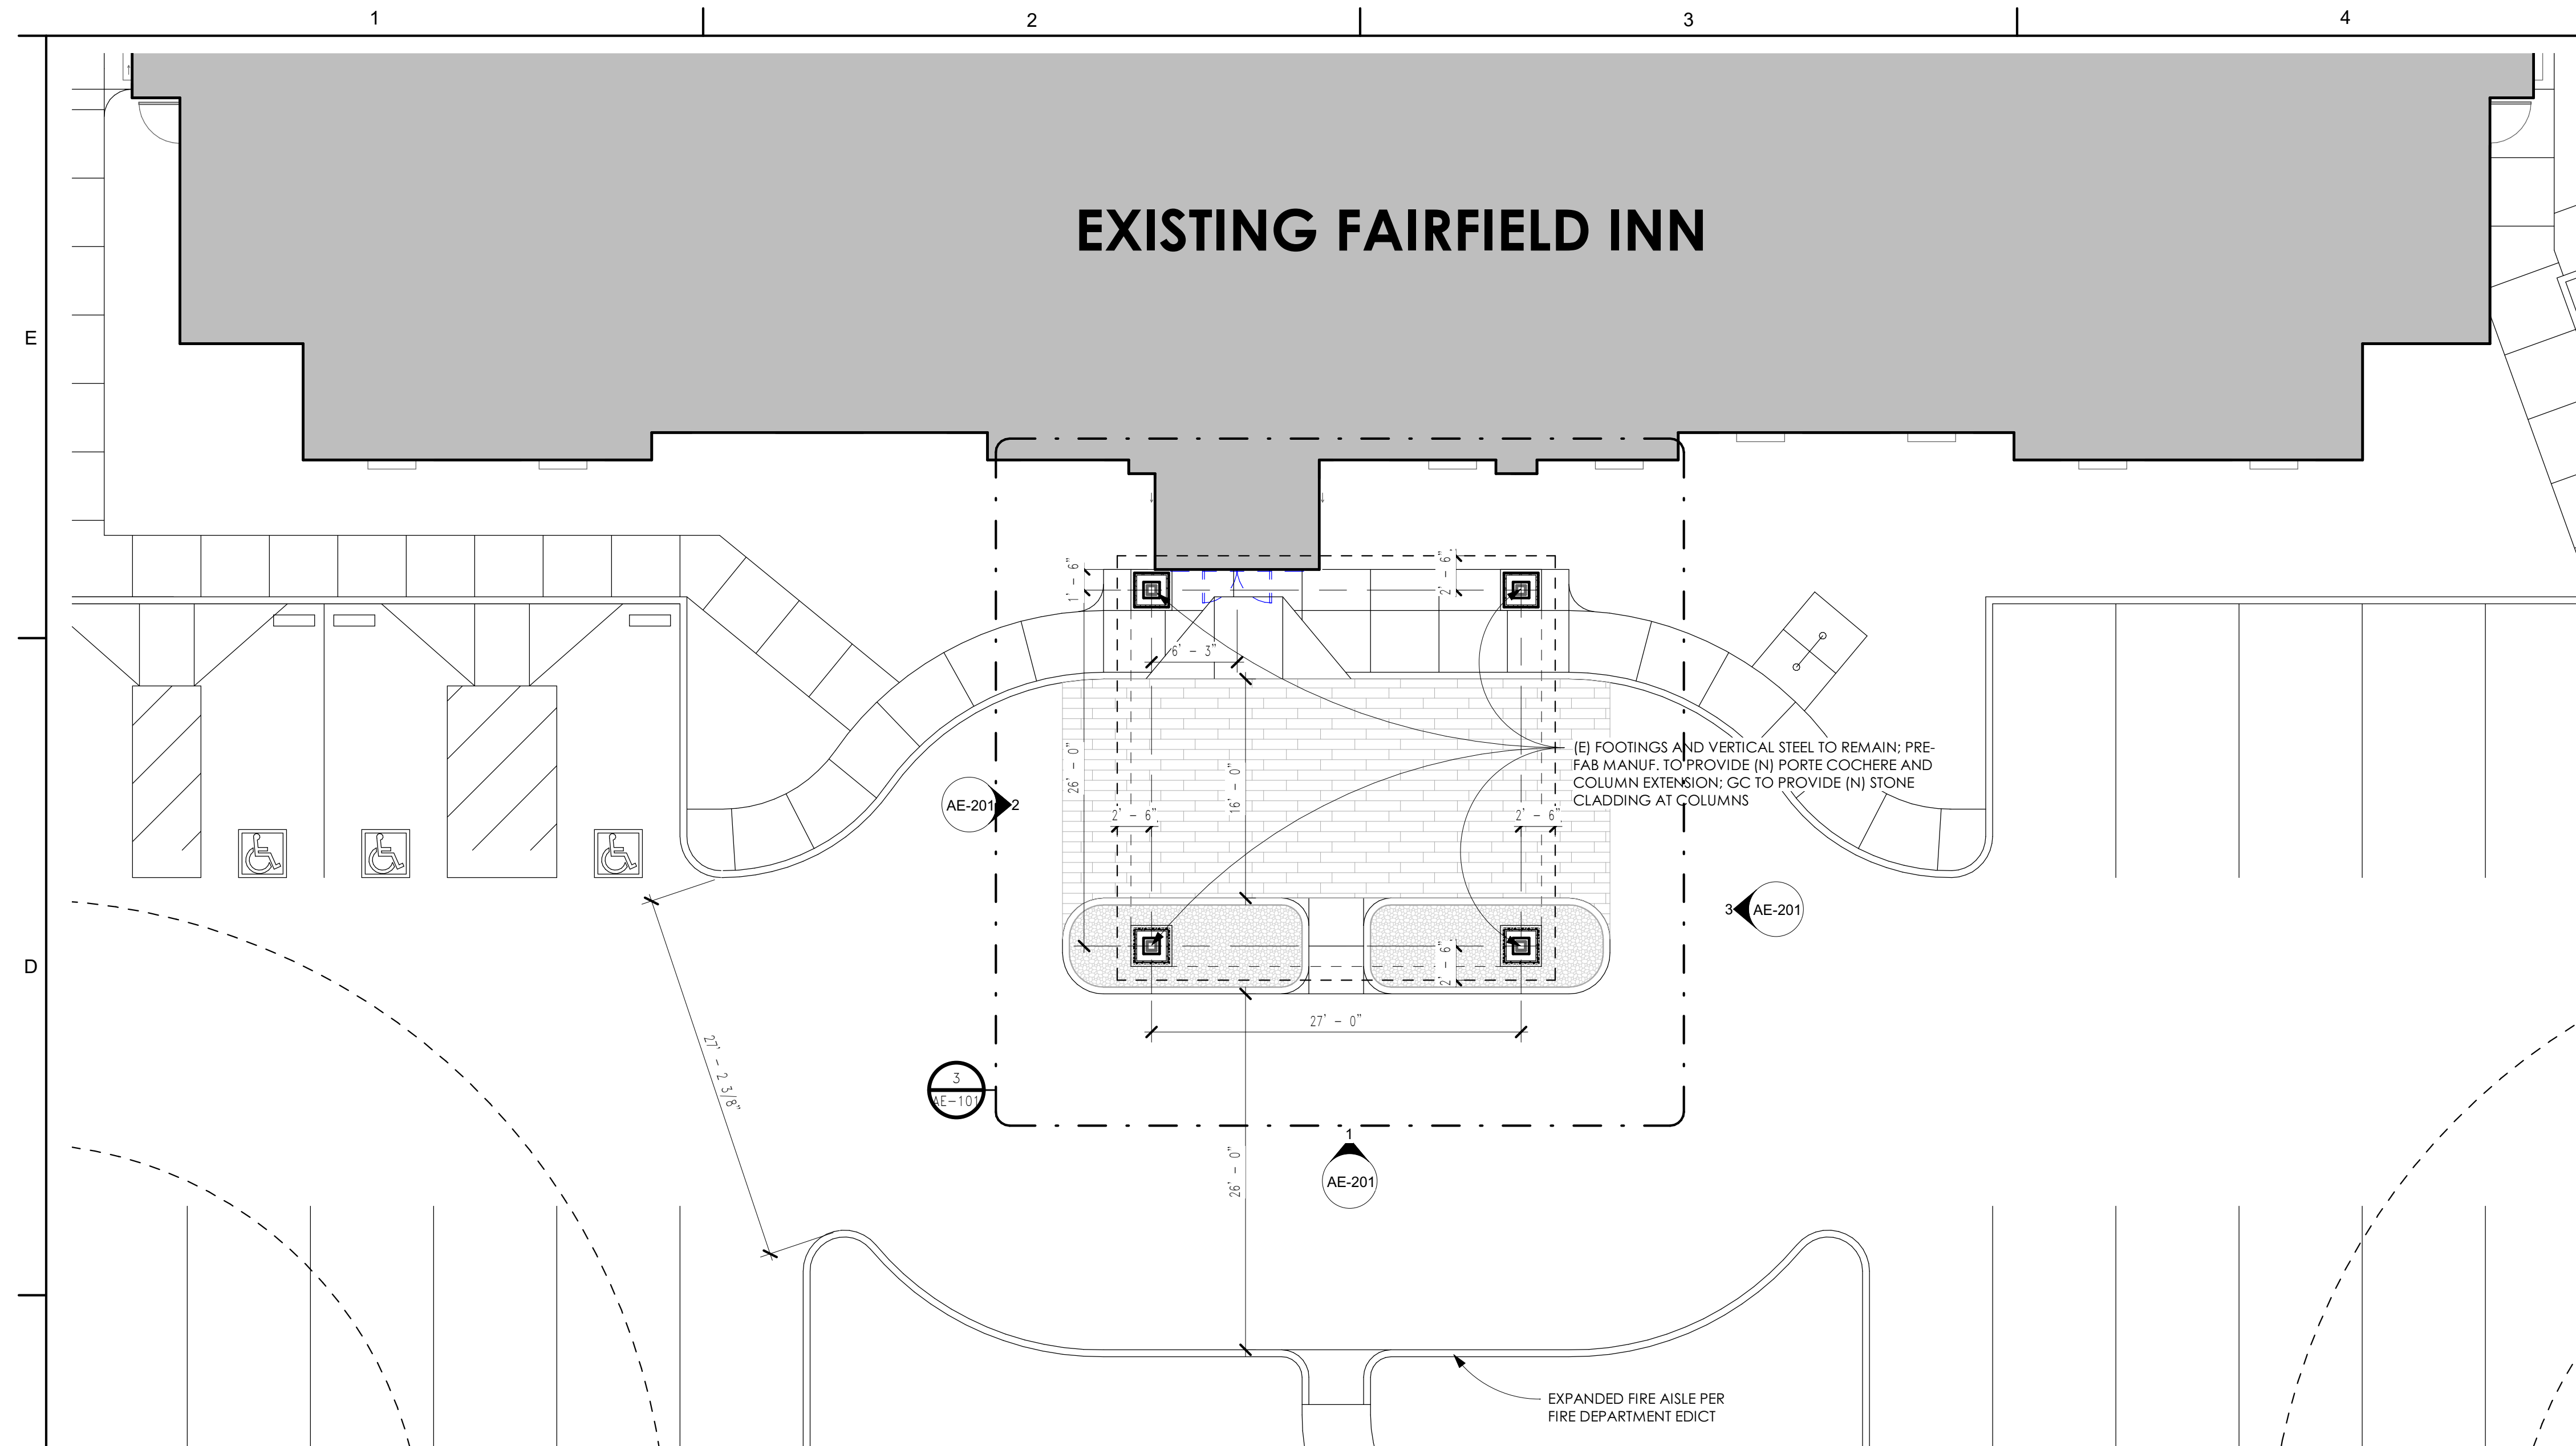 1
2
3
4
E
EXISTING FAIRFIELD INN
1' - 6"
2' - 6"
6' - 3"
(E) FOOTINGS AND VERTICAL STEEL TO REMAIN; PRE-
FAB MANUF. TO PROVIDE (N) PORTE COCHERE AND
COLUMN EXTENSION; GC TO PROVIDE (N) STONE
CLADDING AT COLUMNS
26' - 0"
16' - 0"
AE-201 2
2' - 6"
2' - 6"
3 AE-201
D
2' - 6"
27' - 0"
27' - 2 3/8"
3
AE-101
1
AE-201
26' - 0"
EXPANDED FIRE AISLE PER
FIRE DEPARTMENT EDICT